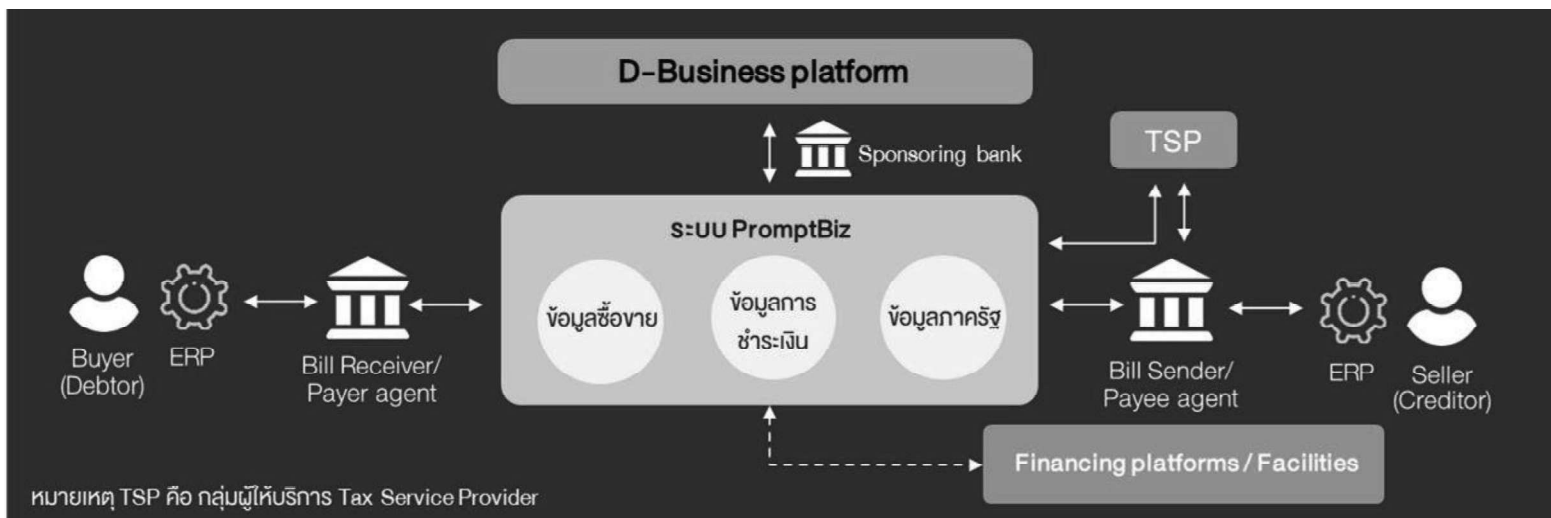 D-Business platform
Sponsoring bank
TSP
ระบบ PromptBiz
ข้อมูลซื้อขาย
ข้อมูลการ
ชำระเงิน
ข้อมูลภาครัฐ
Buyer
(Debtor)
ERP
Bill Receiver/
Payer agent
Bill Sender/
Payee agent
ERP
Seller
(Creditor)
Financing platforms / Facilities
หมายเหตุ TSP คือ กลุ่มผู้ให้บริการ Tax Service Provider